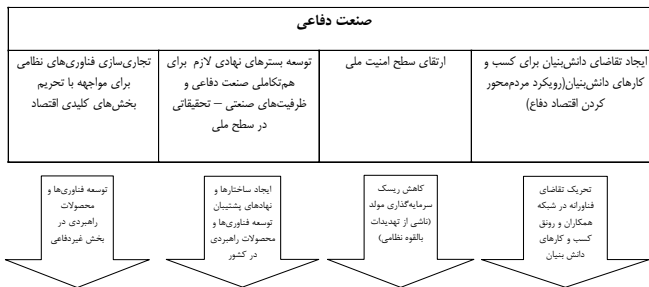 صنعت دفاعی
ایجاد تقاضای دانش‌بنیان برای کسب و
کارهای دانش‌بنیان(رویکرد مردم‌محور
کردن اقتصاد دفاع)
ارتقای سطح امنیت ملی
توسعه بسترهای نهادی لازم برای
هم‌تکاملی صنعت دفاعی و
ظرفیت‌های صنعتی – تحقیقاتی
در سطح ملی
تجاری‌سازی فناوری‌های نظامی
برای مواجهه با تحریم
بخش‌های کلیدی اقتصاد
تحریک تقاضای
فناورانه در شبکه
همکاران و رونق
کسب و کارهای
دانش بنیان
کاهش ریسک
سرمایه‌گذاری مولد
(ناشی از تهدیدات
بالقوه نظامی)
ایجاد ساختارها و
نهادهای پشتیبان
توسعه فناوری‌ها و
محصولات راهبردی
در کشور
توسعه فناوری‌ها و
محصولات
راهبردی در
بخش غیردفاعی